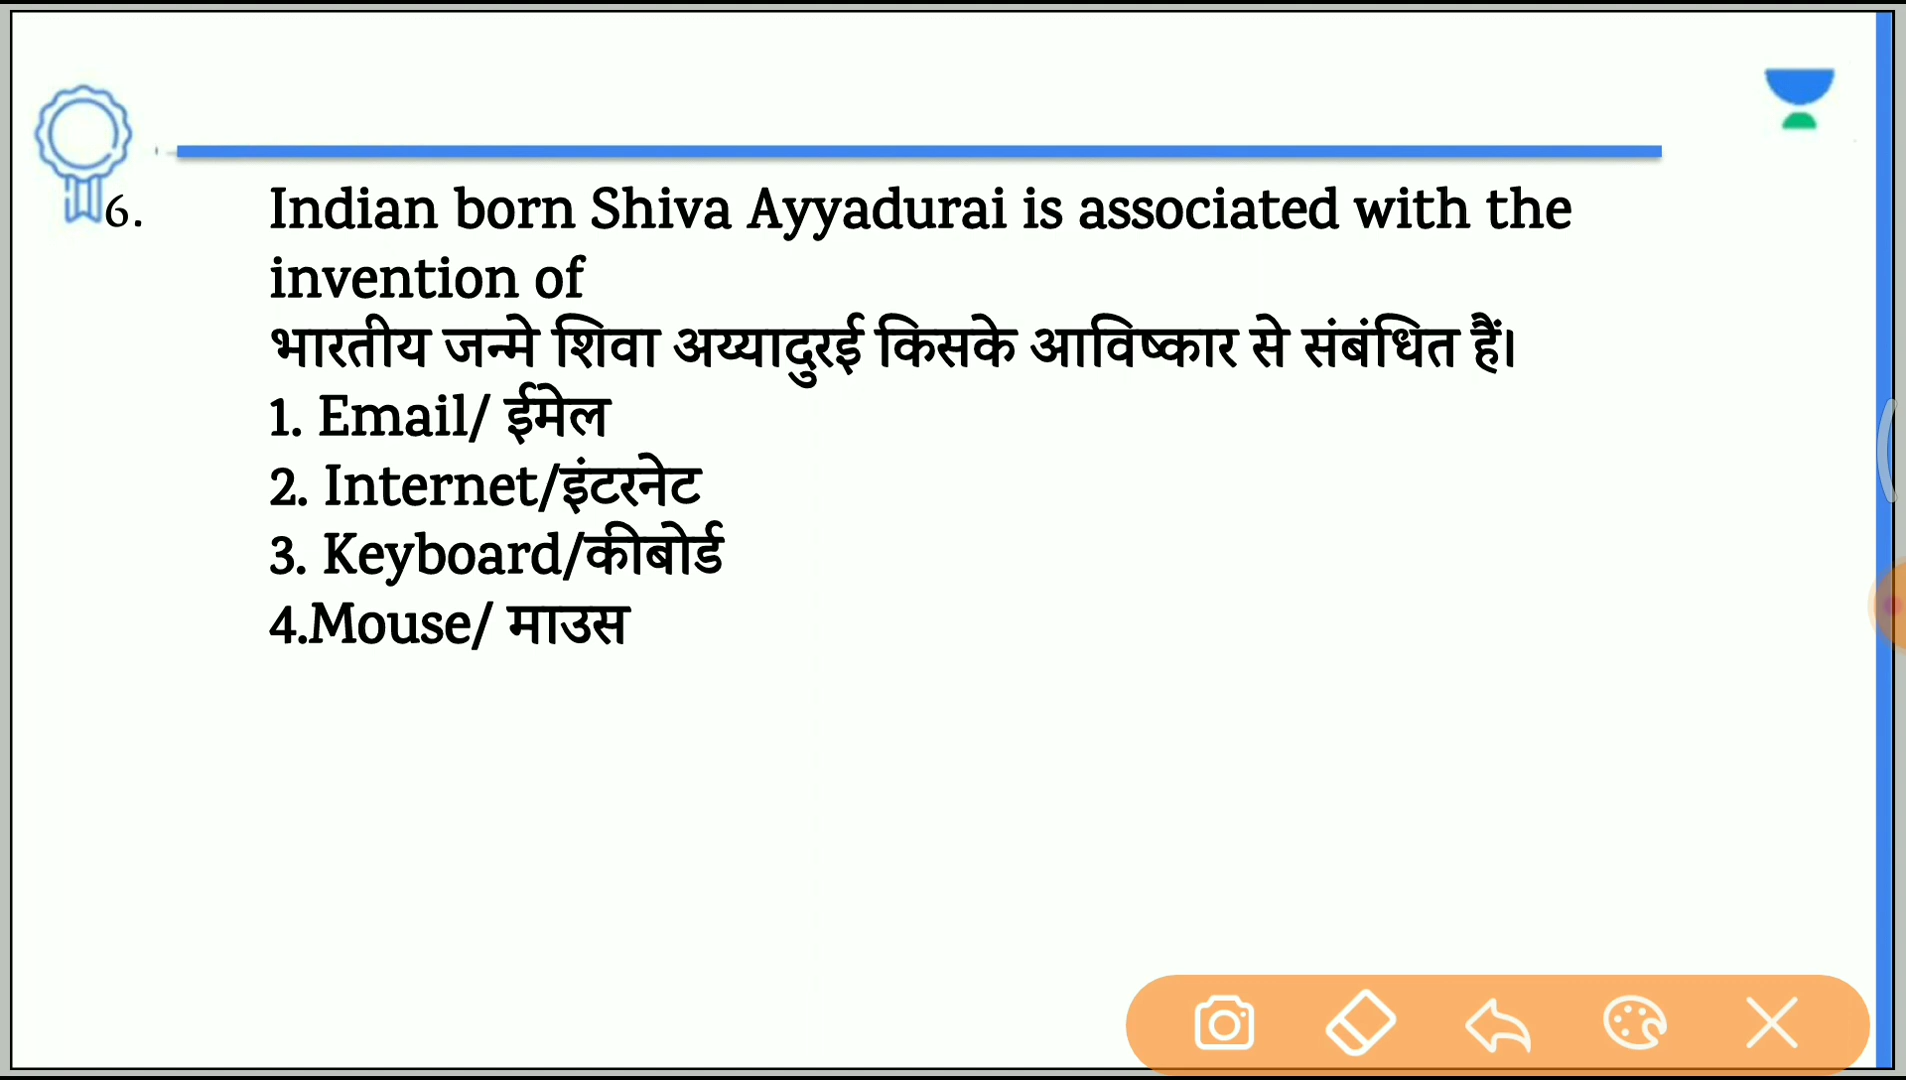 6. Indian born Shiva Ayyadurai is associated with the
invention of
भारतीय जन्मे शिवा अय्यादुरई किसके आविष्कार से संबंधित हैं।
1. Email/ ईमेल
2. Internet/इंटरनेट
3. Keyboard/कीबोर्ड
4.Mouse/ माउस